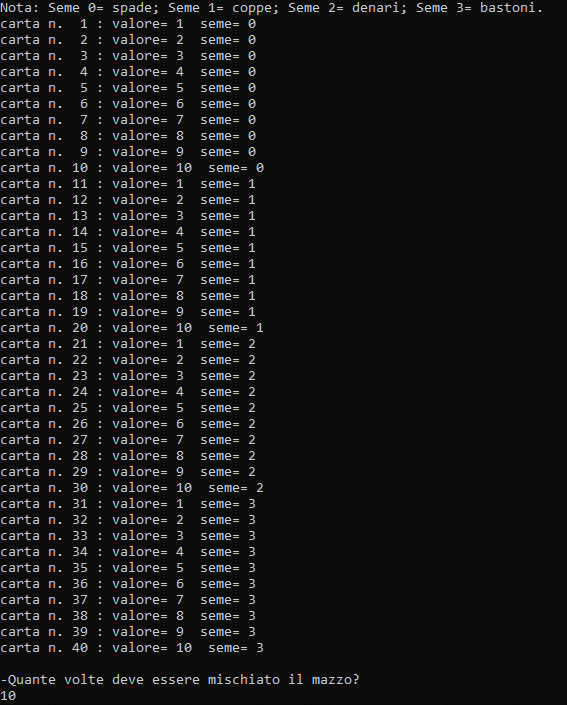 Nota: Seme 0= spade; Seme 1= coppe; Seme 2= denari; Seme 3= bastoni.
carta n.  1 : valore= 1  seme= 0
carta n.  2 : valore= 2  seme= 0
carta n.  3 : valore= 3  seme= 0
carta n.  4 : valore= 4  seme= 0
carta n.  5 : valore= 5  seme= 0
carta n.  6 : valore= 6  seme= 0
carta n.  7 : valore= 7  seme= 0
carta n.  8 : valore= 8  seme= 0
carta n.  9 : valore= 9  seme= 0
carta n. 10 : valore= 10  seme= 0
carta n. 11 : valore= 1  seme= 1
carta n. 12 : valore= 2  seme= 1
carta n. 13 : valore= 3  seme= 1
carta n. 14 : valore= 4  seme= 1
carta n. 15 : valore= 5  seme= 1
carta n. 16 : valore= 6  seme= 1
carta n. 17 : valore= 7  seme= 1
carta n. 18 : valore= 8  seme= 1
carta n. 19 : valore= 9  seme= 1
carta n. 20 : valore= 10  seme= 1
carta n. 21 : valore= 1  seme= 2
carta n. 22 : valore= 2  seme= 2
carta n. 23 : valore= 3  seme= 2
carta n. 24 : valore= 4  seme= 2
carta n. 25 : valore= 5  seme= 2
carta n. 26 : valore= 6  seme= 2
carta n. 27 : valore= 7  seme= 2
carta n. 28 : valore= 8  seme= 2
carta n. 29 : valore= 9  seme= 2
carta n. 30 : valore= 10  seme= 2
carta n. 31 : valore= 1  seme= 3
carta n. 32 : valore= 2  seme= 3
carta n. 33 : valore= 3  seme= 3
carta n. 34 : valore= 4  seme= 3
carta n. 35 : valore= 5  seme= 3
carta n. 36 : valore= 6  seme= 3
carta n. 37 : valore= 7  seme= 3
carta n. 38 : valore= 8  seme= 3
carta n. 39 : valore= 9  seme= 3
carta n. 40 : valore= 10  seme= 3
-Quante volte deve essere mischiato il mazzo?
10